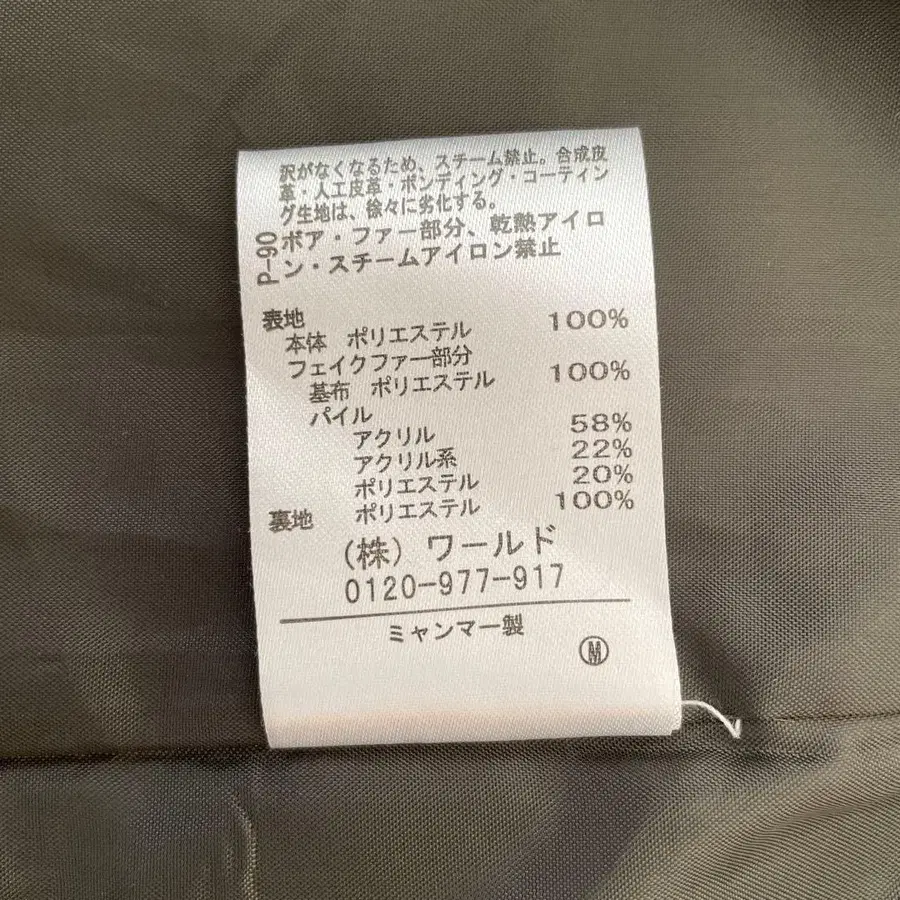 沢がなくなるため、スチーム禁止。合成皮
革・人工皮革・ボンディング・コーティン
グ生地は、徐々に劣化する。
P-90
ボア・ファー部分、乾熱アイロ
ン・スチームアイロン禁止
表地
本体 ポリエステル 100%
フェイクファー部分
基布 ポリエステル 100%
パイル
アクリル 58%
アクリル系 22%
ポリエステル 20%
裏地 ポリエステル 100%
(株) ワールド
0120-977-917
ミャンマー製
M